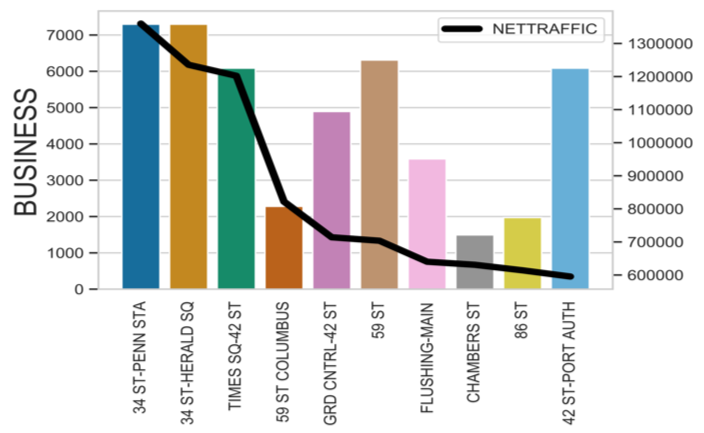 NETTRAFFIC
BUSINESS
7000
6000
5000
4000
3000
2000
1000
0
1300000
1200000
1100000
1000000
900000
800000
700000
600000
34 ST-PENN STA
34 ST-HERALD SQ
TIMES SQ-42 ST
59 ST COLUMBUS
GRD CNTRL-42 ST
59 ST
FLUSHING-MAIN
CHAMBERS ST
86 ST
42 ST-PORT AUTH